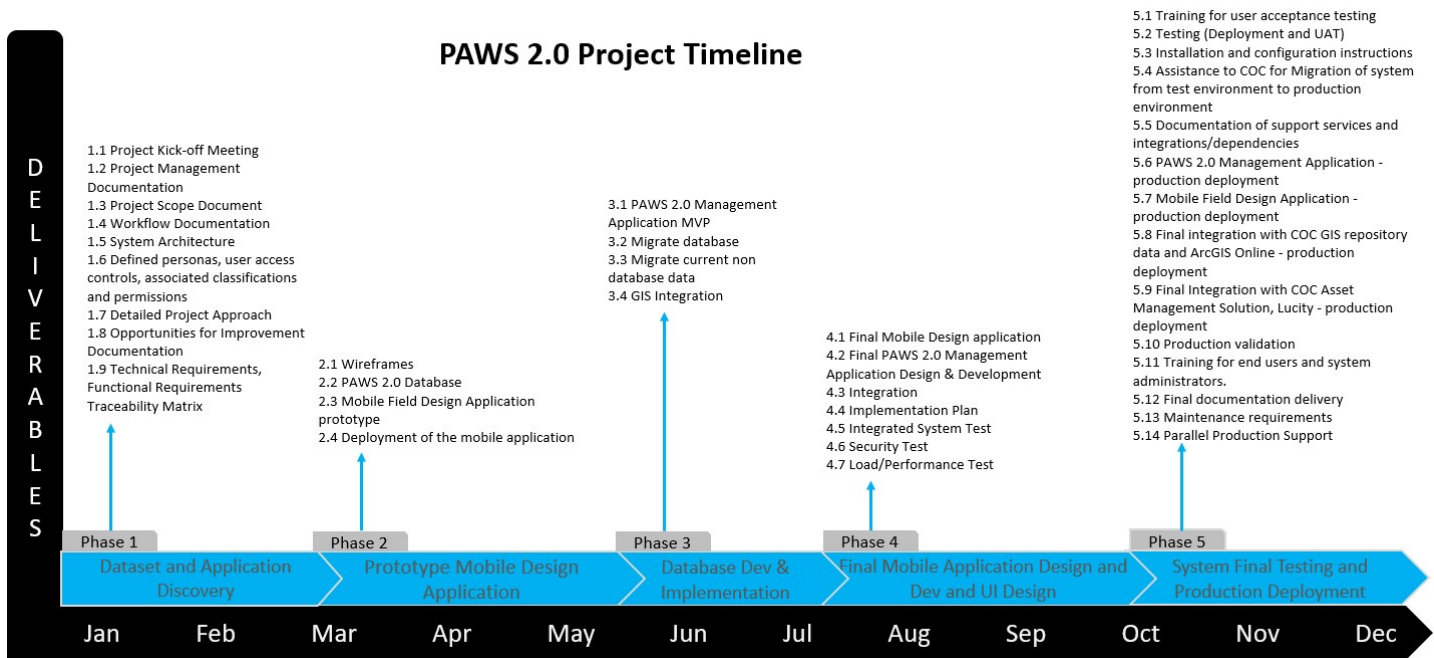 PAWS 2.0 Project Timeline
D
E
L
I
V
E
R
A
B
L
E
S
1.1 Project Kick-off Meeting
1.2 Project Management
Documentation
1.3 Project Scope Document
1.4 Workflow Documentation
1.5 System Architecture
1.6 Defined personas, user access
controls, associated classifications
and permissions
1.7 Detailed Project Approach
1.8 Opportunities for Improvement
Documentation
1.9 Technical Requirements,
Functional Requirements
Traceability Matrix
2.1 Wireframes
2.2 PAWS 2.0 Database
2.3 Mobile Field Design Application
prototype
2.4 Deployment of the mobile application
3.1 PAWS 2.0 Management
Application MVP
3.2 Migrate database
3.3 Migrate current non
database data
3.4 GIS Integration
4.1 Final Mobile Design application
4.2 Final PAWS 2.0 Management
Application Design & Development
4.3 Integration
4.4 Implementation Plan
4.5 Integrated System Test
4.6 Security Test
4.7 Load/Performance Test
5.1 Training for user acceptance testing
5.2 Testing (Deployment and UAT)
5.3 Installation and configuration instructions
5.4 Assistance to COC for Migration of system
from test environment to production
environment
5.5 Documentation of support services and
integrations/dependencies
5.6 PAWS 2.0 Management Application -
production deployment
5.7 Mobile Field Design Application -
production deployment
5.8 Final integration with COC GIS repository
data and ArcGIS Online - production
deployment
5.9 Final Integration with COC Asset
Management Solution, Lucity - production
deployment
5.10 Production validation
5.11 Training for end users and system
administrators.
5.12 Final documentation delivery
5.13 Maintenance requirements
5.14 Parallel Production Support
Phase 1
Dataset and Application
Discovery
Phase 2
Prototype Mobile Design
Application
Phase 3
Database Dev &
Implementation
Phase 4
Final Mobile Application Design and
Dev and UI Design
Phase 5
System Final Testing and
Production Deployment
Jan Feb Mar Apr May Jun Jul Aug Sep Oct Nov Dec